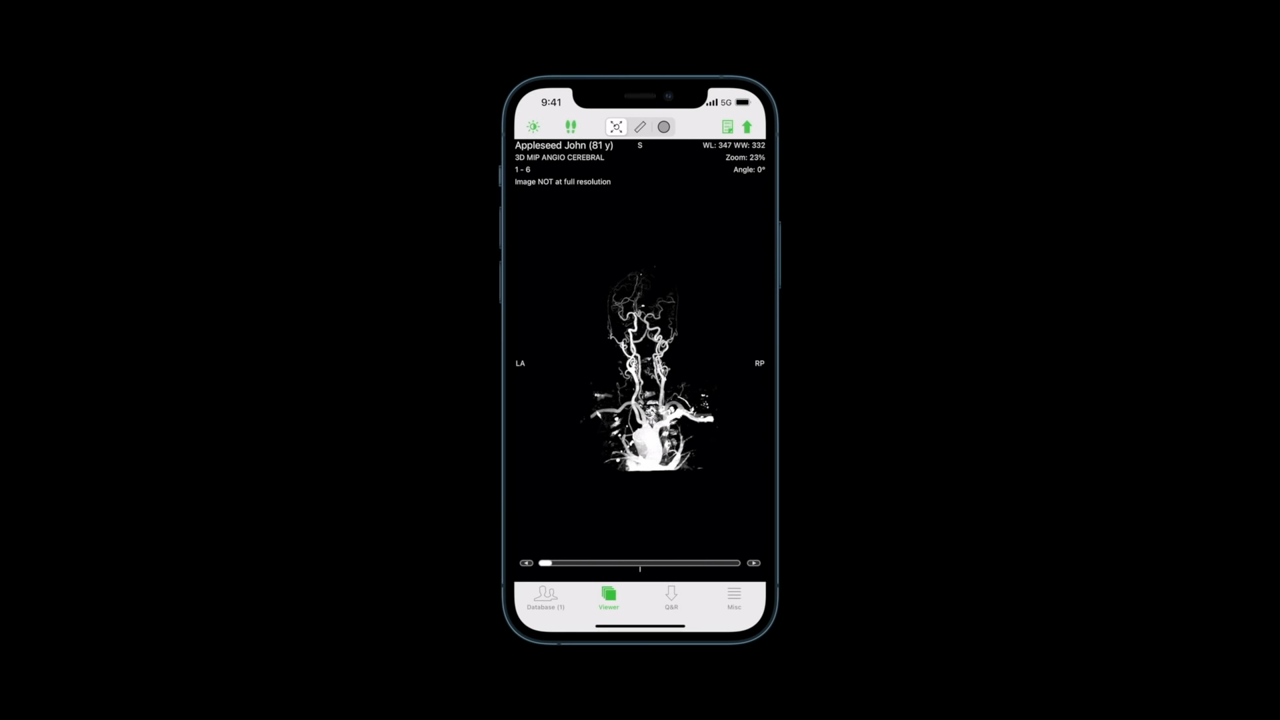 9:41
5G
Appleseed John (81 y)
S
WL: 347 WW: 332
3D MIP ANGIO CEREBRAL
Zoom: 23%
1 - 6
Angle: 0°
Image NOT at full resolution
LA
RP
I
Database (1)
Viewer
Q&R
Misc